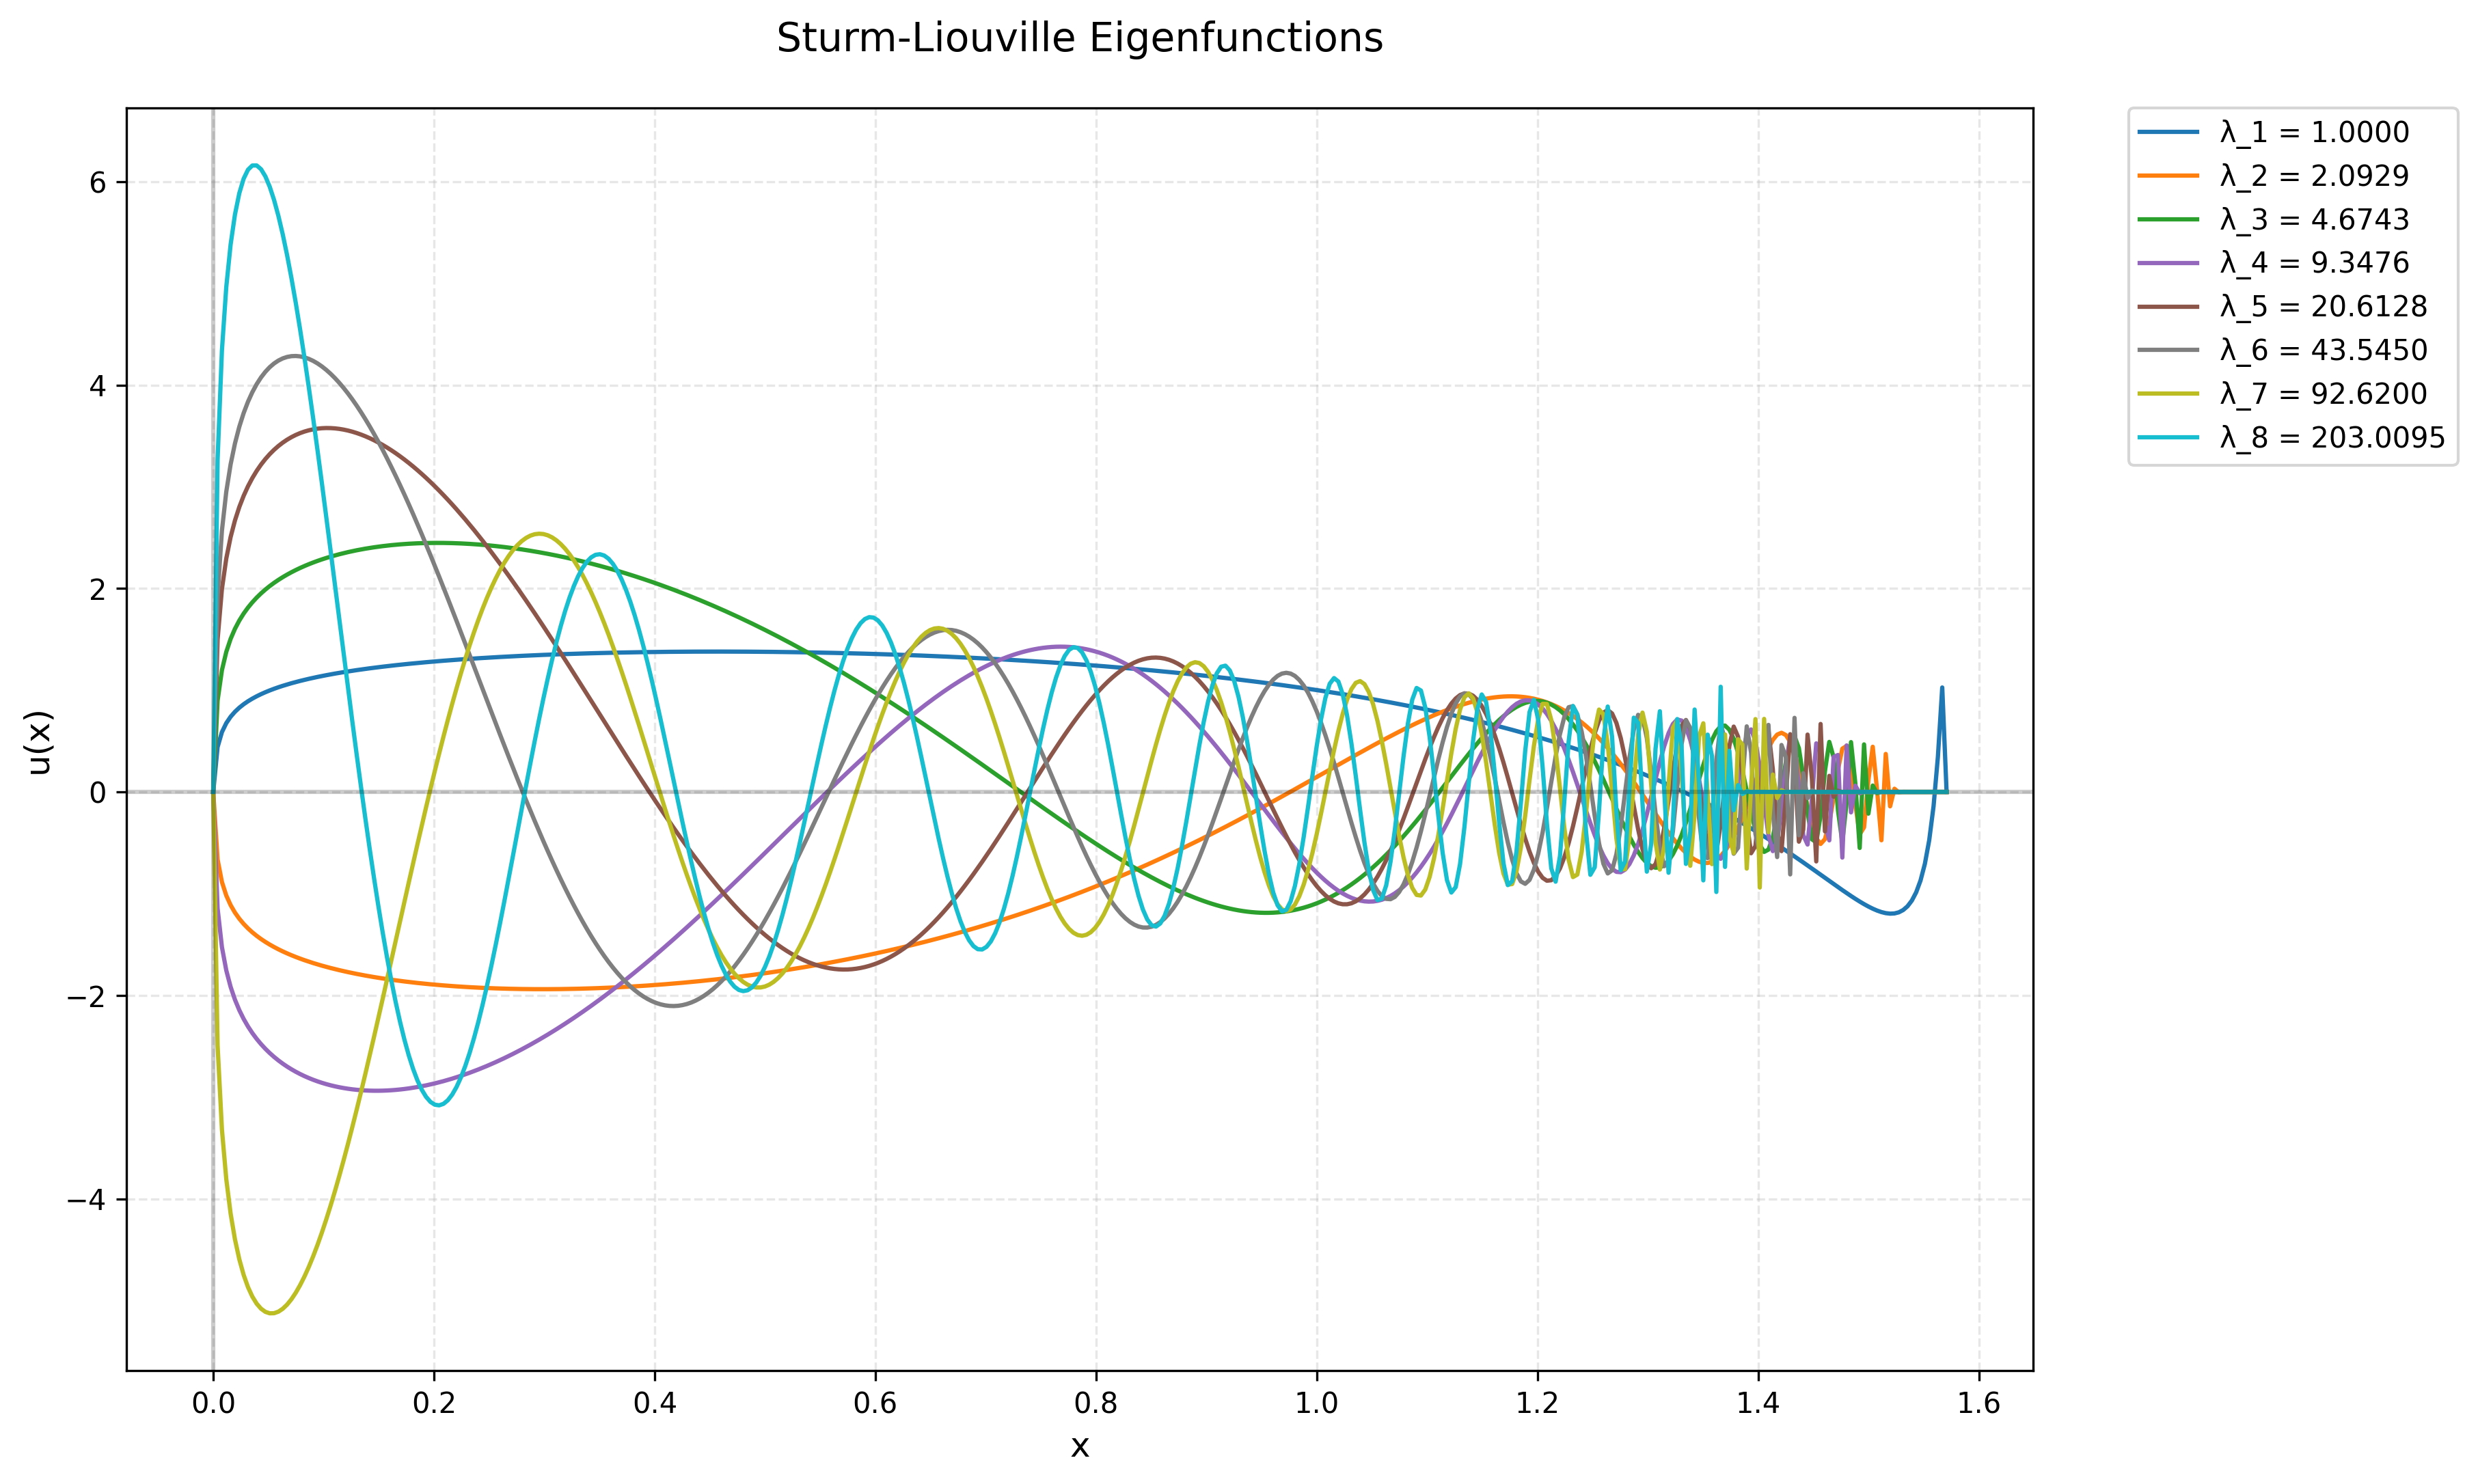 Sturm-Liouville Eigenfunctions
λ_1 = 1.0000
λ_2 = 2.0929
λ_3 = 4.6743
λ_4 = 9.3476
λ_5 = 20.6128
λ_6 = 43.5450
λ_7 = 92.6200
λ_8 = 203.0095
u(x)
6
4
2
0
−2
−4
0.0 0.2 0.4 0.6 0.8 1.0 1.2 1.4 1.6
x